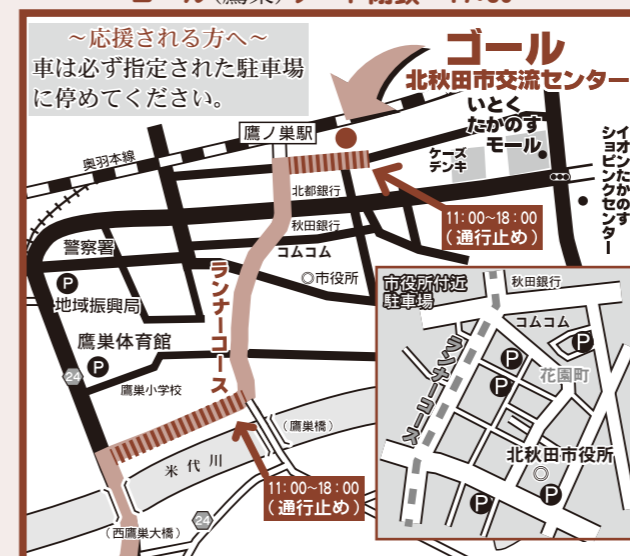 ～応援される方へ～
車は必ず指定された駐車場
に停めてください。
ゴール
北秋田市交流センター
いとく
たかのす
モール
イオンたかのす
ショッピングセンター
ケーズ
デンキ
鷹ノ巣駅
奥羽本線
北都銀行
秋田銀行
コムコム
◎市役所
11:00～18:00
（通行止め）
警察署
P
地域振興局
鷹巣体育館
P
24
鷹巣小学校
ランナーコース
（鷹巣橋）
米代川
11:00～18:00
（通行止め）
24
（西鷹巣大橋）
市役所付近
駐車場
秋田銀行
コムコム
P
P
P
花園町
ランナーコース
北秋田市役所
◎
P
P